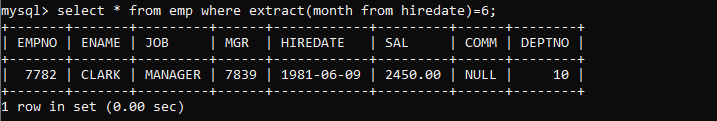 mysql> select * from emp where extract(month from hiredate)=6;
+-------+-------+---------+------+------------+---------+------+--------+
| EMPNO | ENAME | JOB     | MGR  | HIREDATE   | SAL     | COMM | DEPTNO |
+-------+-------+---------+------+------------+---------+------+--------+
|  7782 | CLARK | MANAGER | 7839 | 1981-06-09 | 2450.00 | NULL |     10 |
+-------+-------+---------+------+------------+---------+------+--------+
1 row in set (0.00 sec)